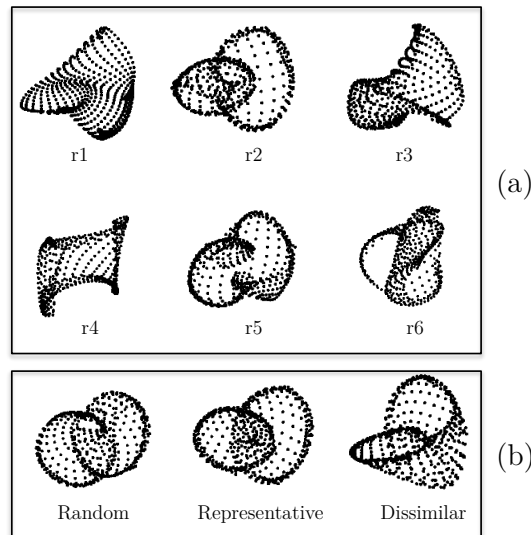 r1 r2 r3
(a)
r4 r5 r6
Random Representative Dissimilar
(b)